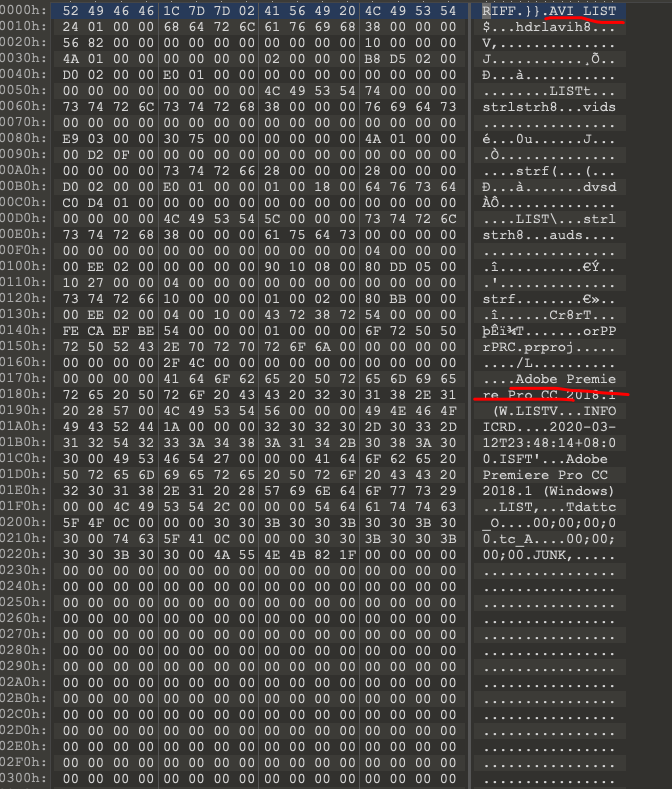 0000h: 52 49 46 46 1C 7D 7D 02 41 56 49 20 4C 49 53 54 RIFF.}}.AVI LIST
0010h: 24 01 00 00 68 64 72 6C 61 76 69 68 38 00 00 00 $...hdrlavih8...
0020h: 56 82 00 00 00 00 00 00 00 00 00 00 10 00 00 00 V‚..............
0030h: 4A 01 00 00 00 00 00 00 02 00 00 00 B8 D5 02 00 J...........¸Õ..
0040h: D0 02 00 00 E0 01 00 00 00 00 00 00 00 00 00 00 Ð...à...........
0050h: 00 00 00 00 00 00 00 00 4C 49 53 54 74 00 00 00 ........LISTt...
0060h: 73 74 72 6C 73 74 72 68 38 00 00 00 76 69 64 73 strlstrh8...vids
0070h: 00 00 00 00 00 00 00 00 00 00 00 00 00 00 00 00 ................
0080h: E9 03 00 00 30 75 00 00 00 00 00 00 4A 01 00 00 é...0u......J...
0090h: 00 D2 0F 00 00 00 00 00 00 00 00 00 00 00 00 00 .Ò..............
00A0h: 00 00 00 00 73 74 72 66 28 00 00 00 28 00 00 00 ....strf(...(...
00B0h: D0 02 00 00 E0 01 00 00 01 00 18 00 64 76 73 64 Ð...à.......dvsd
00C0h: C0 D4 01 00 00 00 00 00 00 00 00 00 00 00 00 00 ÀÔ..............
00D0h: 00 00 00 00 4C 49 53 54 5C 00 00 00 73 74 72 6C ....LIST\...strl
00E0h: 73 74 72 68 38 00 00 00 61 75 64 73 00 00 00 00 strh8...auds....
00F0h: 00 00 00 00 00 00 00 00 00 00 00 00 04 00 00 00 ................
0100h: 00 EE 02 00 00 00 00 00 90 10 08 00 80 DD 05 00 .î..........€Ý..
0110h: 10 27 00 00 04 00 00 00 00 00 00 00 00 00 00 00 .'..............
0120h: 73 74 72 66 10 00 00 00 01 00 02 00 80 BB 00 00 strf........€»..
0130h: 00 EE 02 00 04 00 10 00 43 72 38 72 54 00 00 00 .î......Cr8rT...
0140h: FE CA EF BE 54 00 00 00 01 00 00 00 6F 72 50 50 þÊï¾T.......orPP
0150h: 72 50 52 43 2E 70 72 70 72 6F 6A 00 00 00 00 00 rPRC.prproj.....
0160h: 00 00 00 00 2F 4C 00 00 00 00 00 00 00 00 00 00 ..../L..........
0170h: 00 00 00 00 41 64 6F 62 65 20 50 72 65 6D 69 65 ....Adobe Premie
0180h: 72 65 20 50 72 6F 20 43 43 20 32 30 31 38 2E 31 re Pro CC 2018.1
0190h: 20 28 57 00 4C 49 53 54 56 00 00 00 49 4E 46 4F (W.LISTV...INFO
01A0h: 49 43 52 44 1A 00 00 00 32 30 32 30 2D 30 33 2D ICRD....2020-03-
01B0h: 31 32 54 32 33 3A 34 38 3A 31 34 2B 30 38 3A 30 12T23:48:14+08:0
01C0h: 30 00 49 53 46 54 27 00 00 00 41 64 6F 62 65 20 0.ISFT'...Adobe
01D0h: 50 72 65 6D 69 65 72 65 20 50 72 6F 20 43 43 20 Premiere Pro CC
01E0h: 32 30 31 38 2E 31 20 28 57 69 6E 64 6F 77 73 29 2018.1 (Windows)
01F0h: 00 00 4C 49 53 54 2C 00 00 00 54 64 61 74 74 63 ..LIST,...Tdattc
0200h: 5F 4F 0C 00 00 00 30 30 3B 30 30 3B 30 30 3B 30 _O....00;00;00;0
0210h: 30 00 74 63 5F 41 0C 00 00 00 30 30 3B 30 30 3B 0.tc_A....00;00;
0220h: 30 30 3B 30 30 00 4A 55 4E 4B 82 1F 00 00 00 00 00;00.JUNK‚.....
0230h: 00 00 00 00 00 00 00 00 00 00 00 00 00 00 00 00 ................
0240h: 00 00 00 00 00 00 00 00 00 00 00 00 00 00 00 00 ................
0250h: 00 00 00 00 00 00 00 00 00 00 00 00 00 00 00 00 ................
0260h: 00 00 00 00 00 00 00 00 00 00 00 00 00 00 00 00 ................
0270h: 00 00 00 00 00 00 00 00 00 00 00 00 00 00 00 00 ................
0280h: 00 00 00 00 00 00 00 00 00 00 00 00 00 00 00 00 ................
0290h: 00 00 00 00 00 00 00 00 00 00 00 00 00 00 00 00 ................
02A0h: 00 00 00 00 00 00 00 00 00 00 00 00 00 00 00 00 ................
02B0h: 00 00 00 00 00 00 00 00 00 00 00 00 00 00 00 00 ................
02C0h: 00 00 00 00 00 00 00 00 00 00 00 00 00 00 00 00 ................
02D0h: 00 00 00 00 00 00 00 00 00 00 00 00 00 00 00 00 ................
02E0h: 00 00 00 00 00 00 00 00 00 00 00 00 00 00 00 00 ................
02F0h: 00 00 00 00 00 00 00 00 00 00 00 00 00 00 00 00 ................
0300h: 00 00 00 00 00 00 00 00 00 00 00 00 00 00 00 00 ................